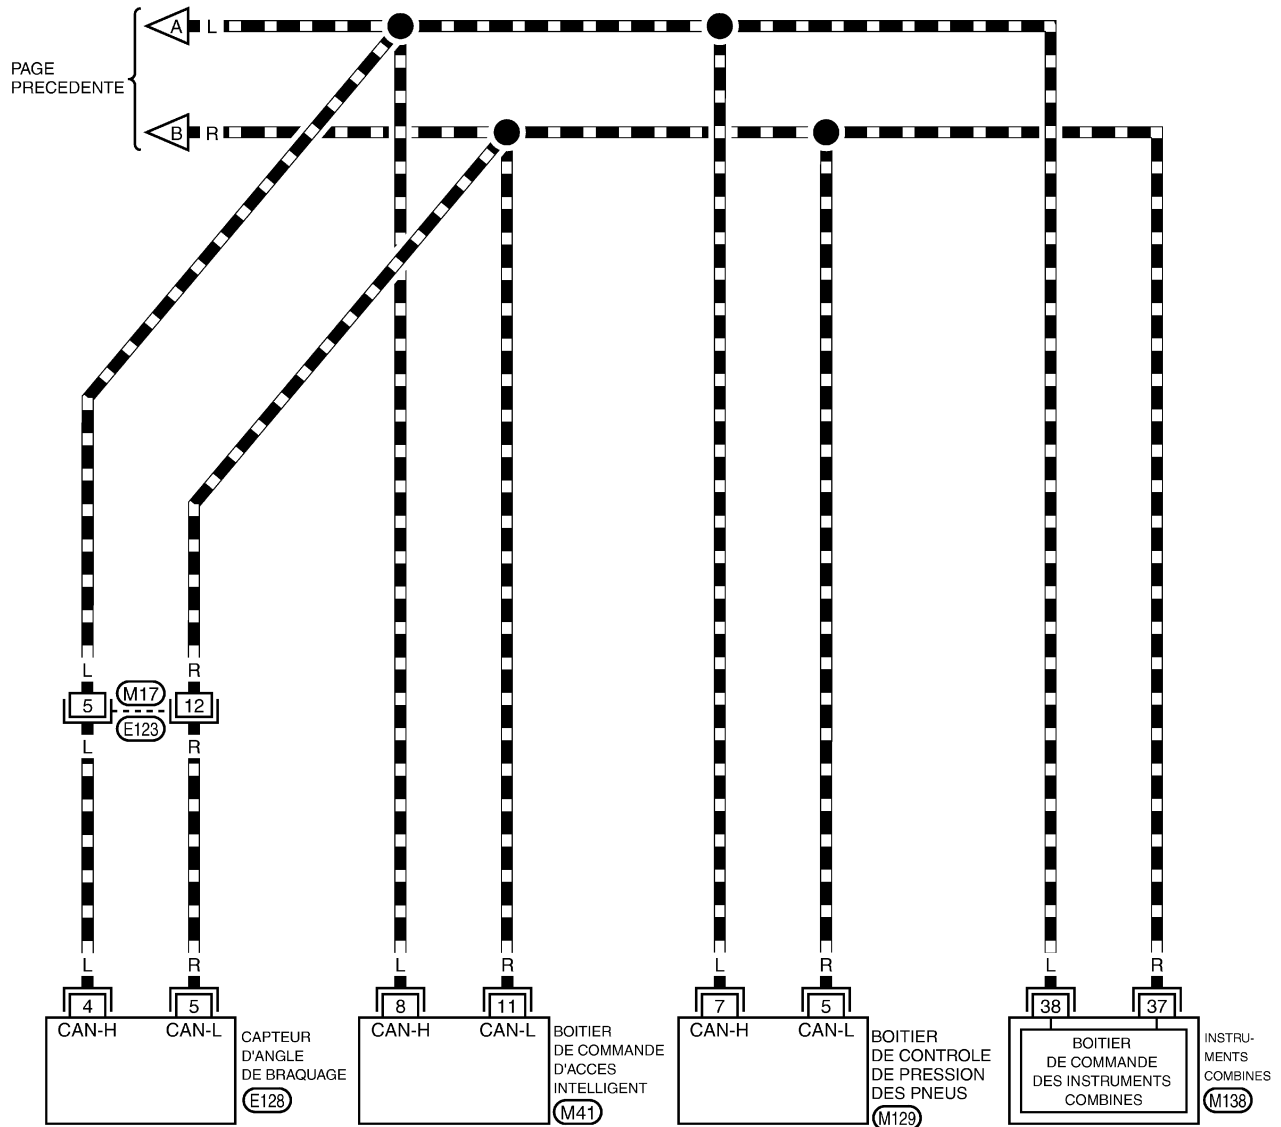 A L
PAGE
PRECEDENTE
B R
L R
5 M17 12
E123
L R
L R L R L R L R
4 5 8 11 7 5 38 37
CAN-H CAN-L
CAPTEUR
D'ANGLE
DE BRAQUAGE
E128
CAN-H CAN-L
BOITIER
DE COMMANDE
D'ACCES
INTELLIGENT
M41
CAN-H CAN-L
BOITIER
DE CONTROLE
DE PRESSION
DES PNEUS
M129
BOITIER
DE COMMANDE
DES INSTRUMENTS
COMBINES
INSTRU-
MENTS
COMBINES
M138